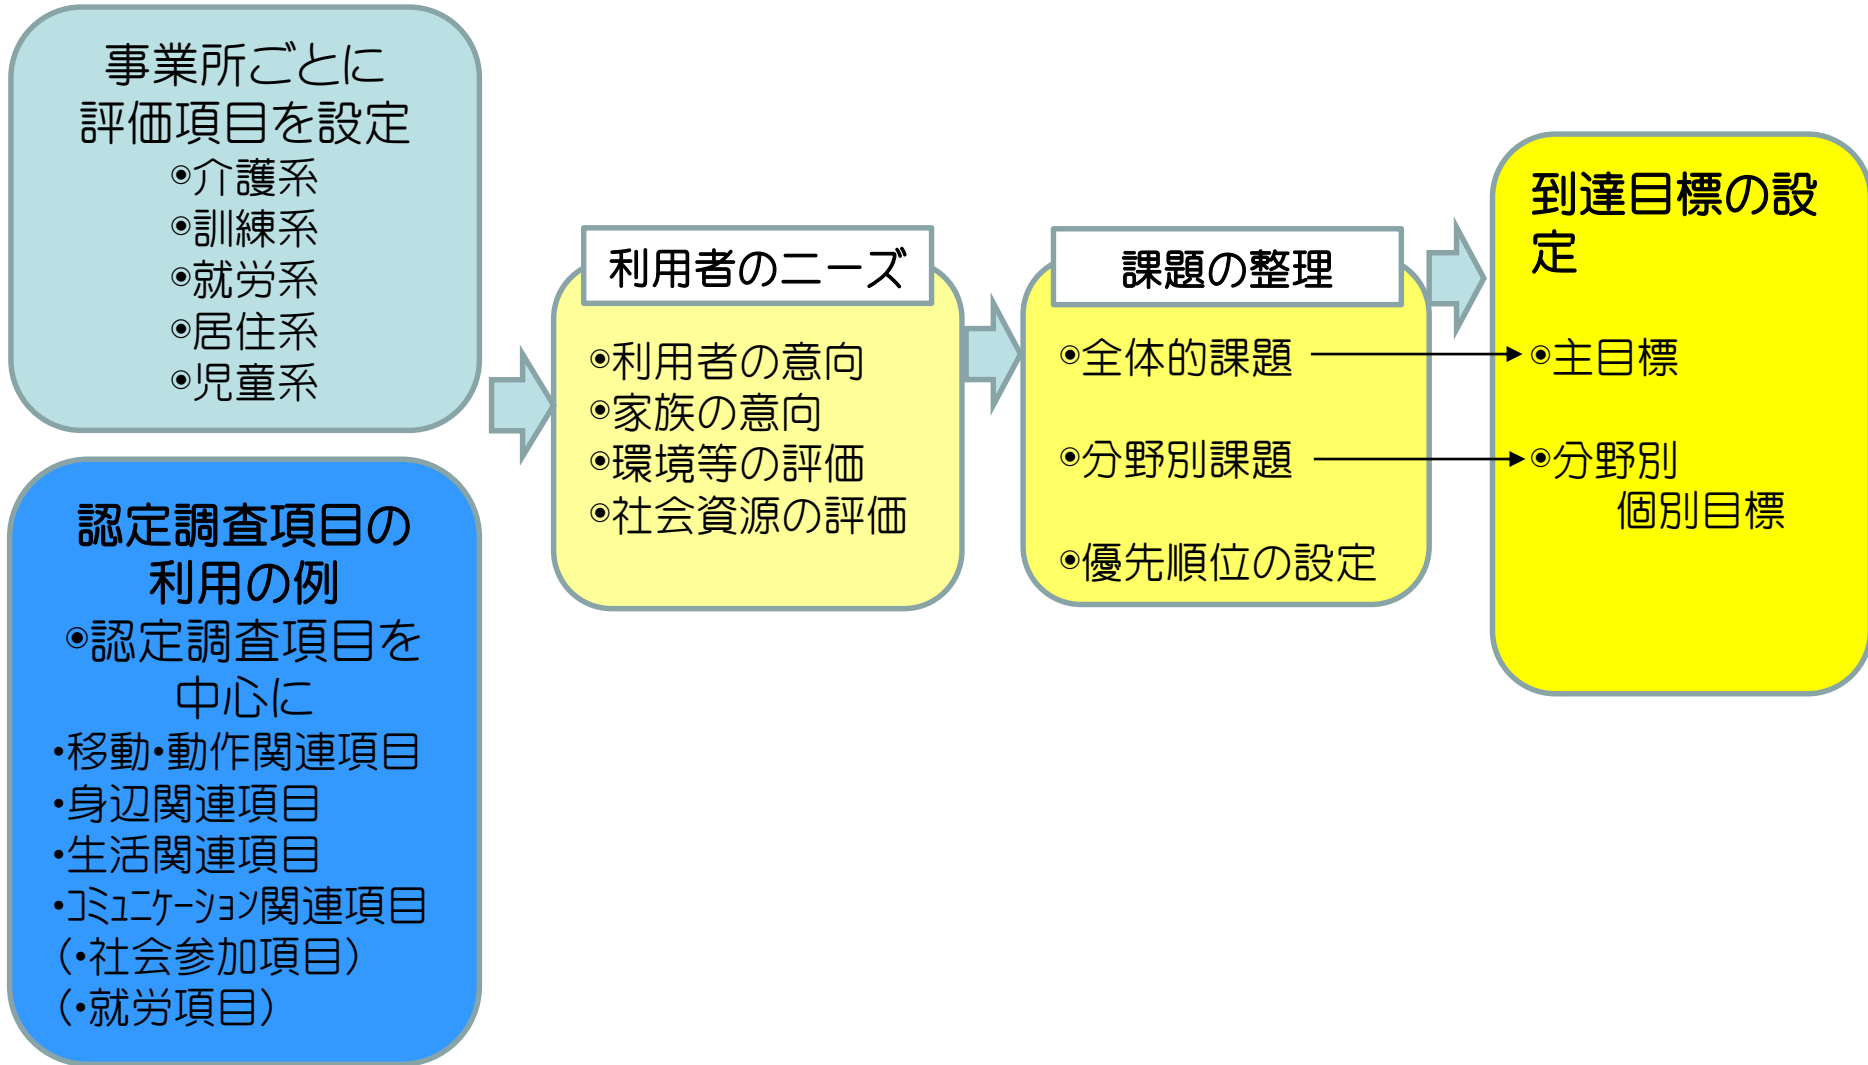 事業所ごとに
評価項目を設定
◉介護系
◉訓練系
◉就労系
◉居住系
◉児童系
認定調査項目の
利用の例
◉認定調査項目を
中心に
・移動・動作関連項目
・身辺関連項目
・生活関連項目
・ｺﾐｭﾆｹｰｼｮﾝ関連項目
（・社会参加項目）
（・就労項目）
利用者のニーズ
◉利用者の意向
◉家族の意向
◉環境等の評価
◉社会資源の評価
課題の整理
◉全体的課題
◉分野別課題
◉優先順位の設定
到達目標の設
定
◉主目標
◉分野別
個別目標